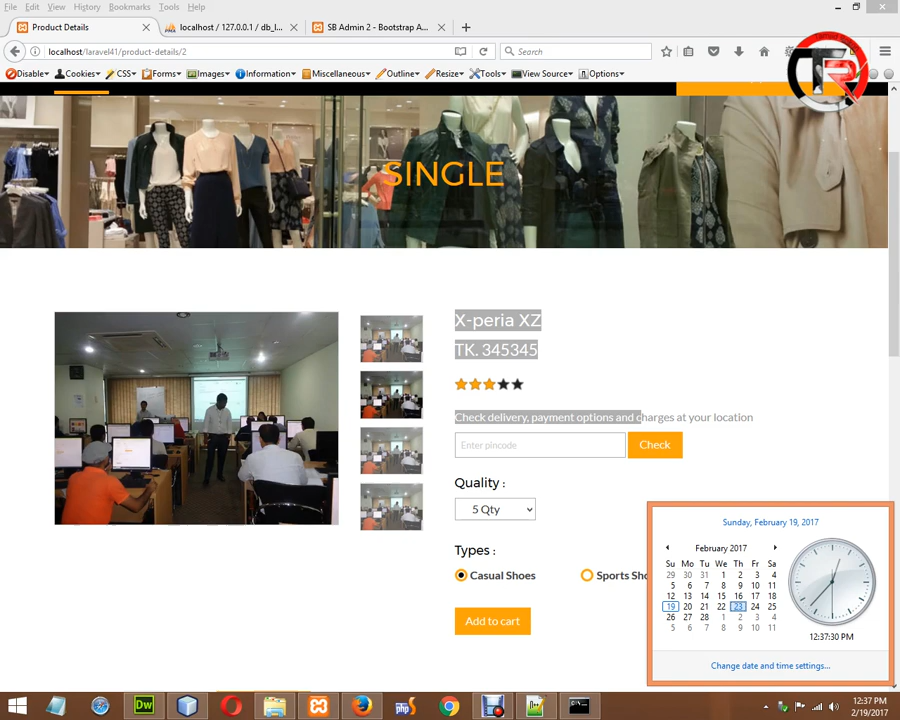 File Edit View History Bookmarks Tools Help
Product Details
localhost / 127.0.0.1 / db_l...
SB Admin 2 - Bootstrap A...
localhost/laravel41/product-details/2
Search
Disable Cookies CSS Forms Images Information Miscellaneous Outline Resize Tools View Source Options
TR
SINGLE
X-peria XZ
TK. 345345
Check delivery, payment options and charges at your location
Enter pincode
Check
Quality :
5 Qty
Types :
Casual Shoes
Sports Sho
Add to cart
Sunday, February 19, 2017
February 2017
Su Mo Tu We Th Fr Sa
29 30 31 1 2 3 4
5 6 7 8 9 10 11
12 13 14 15 16 17 18
19 20 21 22 23 24 25
26 27 28 1 2 3 4
5 6 7 8 9 10 11
12:37:30 PM
Change date and time settings...
Dw
php
12:37 PM
2/19/2017